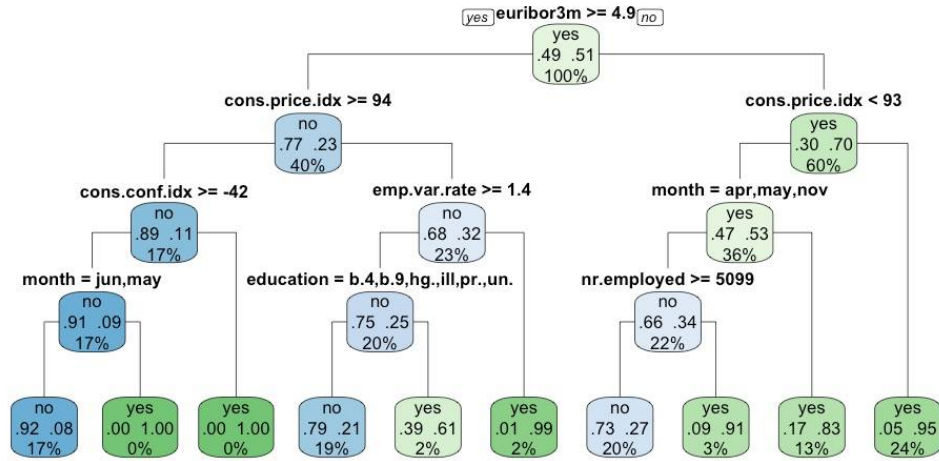 yes euribor3m >= 4.9 no
yes
.49 .51
100%
cons.price.idx >= 94 cons.price.idx < 93
no yes
.77 .23 .30 .70
40% 60%
cons.conf.idx >= -42 emp.var.rate >= 1.4 month = apr,may,nov
no no yes
.89 .11 .68 .32 .47 .53
17% 23% 36%
month = jun,may education = b.4,b.9,hg.,ill,pr.,un. nr.employed >= 5099
no no no
.91 .09 .75 .25 .66 .34
17% 20% 22%
no yes yes no yes yes no yes yes yes
.92 .08 .00 1.00 .00 1.00 .79 .21 .39 .61 .01 .99 .73 .27 .09 .91 .17 .83 .05 .95
17% 0% 0% 19% 2% 2% 20% 3% 13% 24%